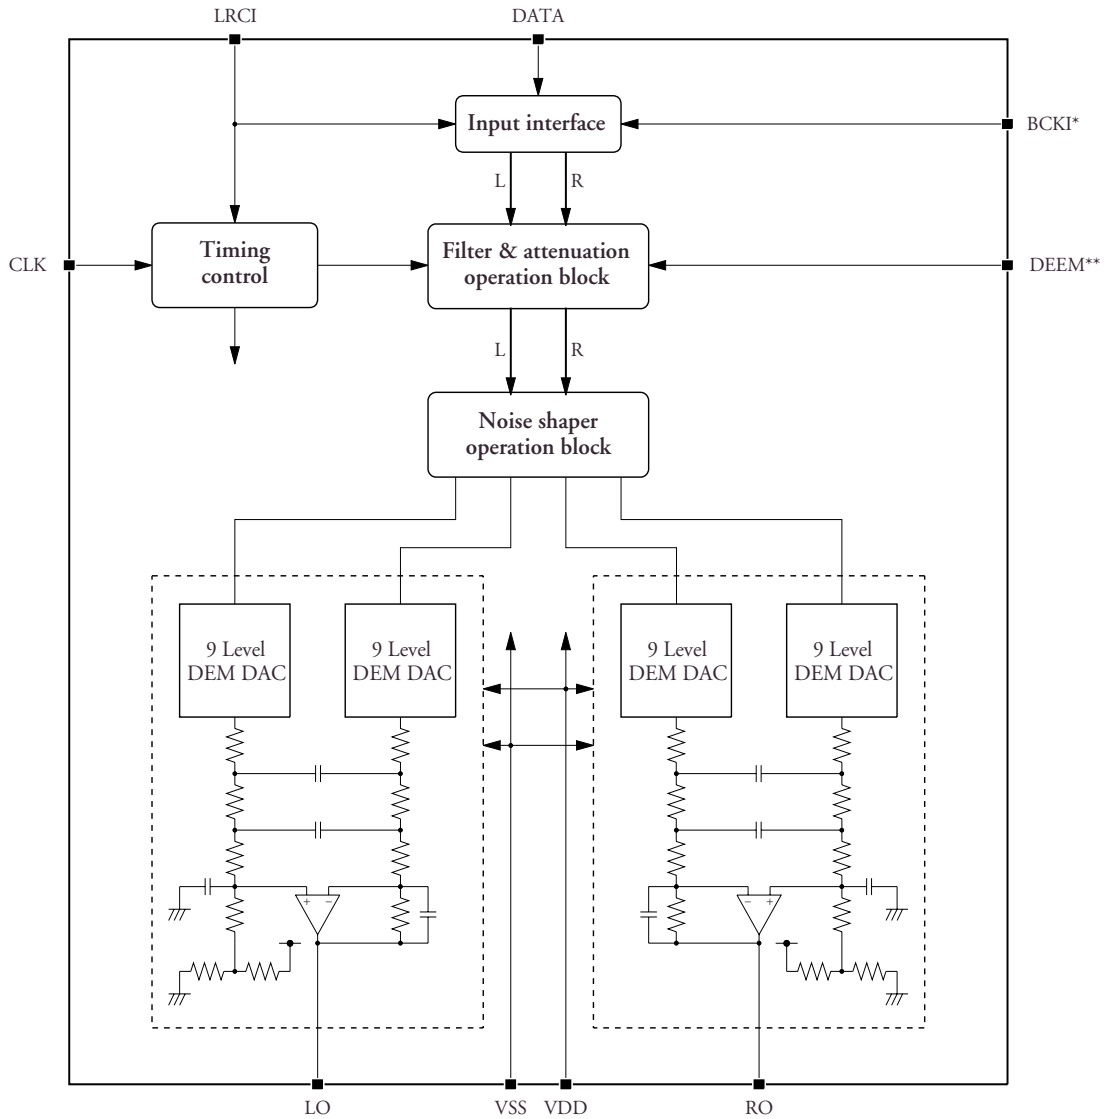 LRCI
DATA
Input interface
BCKI*
L
R
CLK
Timing
control
Filter & attenuation
operation block
DEEM**
L
R
Noise shaper
operation block
9 Level
DEM DAC
9 Level
DEM DAC
9 Level
DEM DAC
9 Level
DEM DAC
+
−
−
+
LO
VSS
VDD
RO